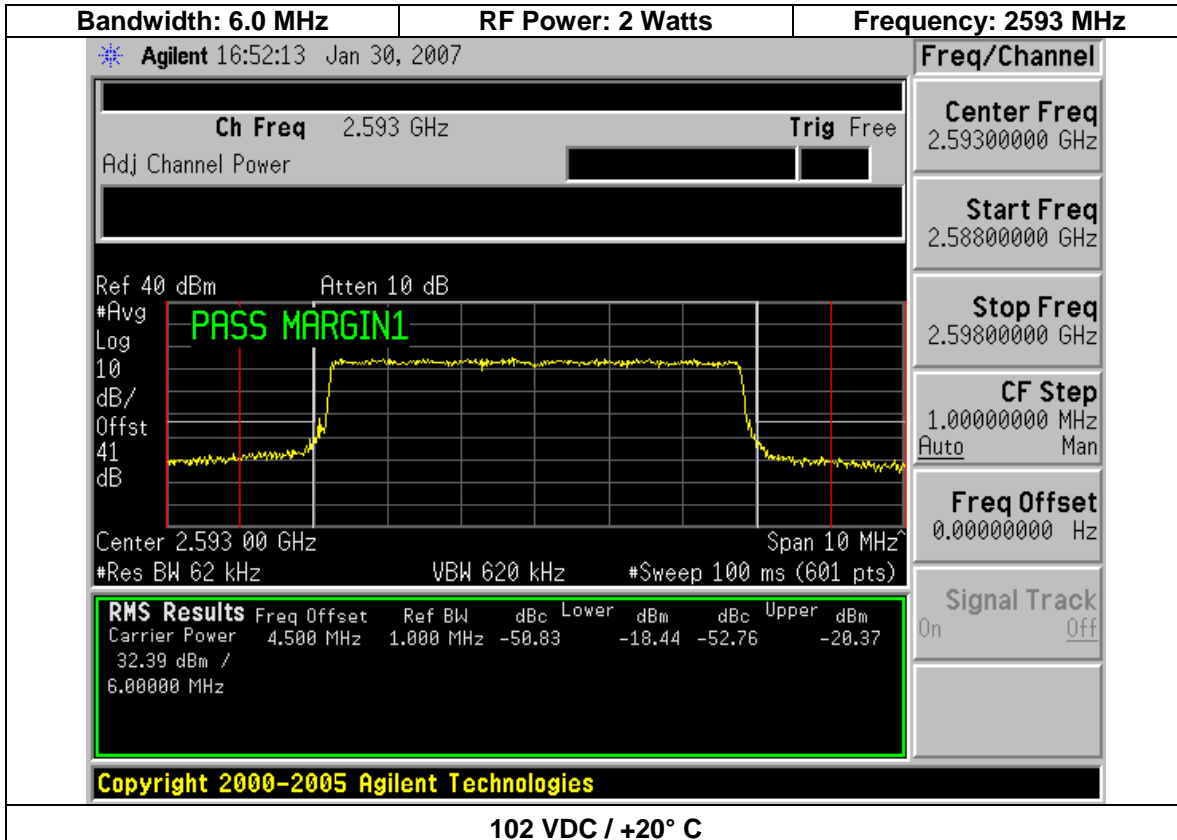 Bandwidth: 6.0 MHz RF Power: 2 Watts Frequency: 2593 MHz
Agilent 16:52:13 Jan 30, 2007 Freq/Channel
Ch Freq 2.593 GHz Trig Free
Adj Channel Power
Center Freq
2.59300000 GHz
Start Freq
2.58800000 GHz
Stop Freq
2.59800000 GHz
CF Step
1.00000000 MHz
Auto Man
Freq Offset
0.00000000 Hz
Signal Track
On Off
Ref 40 dBm Atten 10 dB
#Avg
Log
10
dB/
Offst
41
dB
PASS MARGIN1
Center 2.593 00 GHz Span 10 MHz^
#Res BW 62 kHz VBW 620 kHz #Sweep 100 ms (601 pts)
RMS Results Freq Offset Ref BW dBc Lower dBm dBc Upper dBm
Carrier Power 4.500 MHz 1.000 MHz -50.83 -18.44 -52.76 -20.37
32.39 dBm /
6.00000 MHz
Copyright 2000-2005 Agilent Technologies
102 VDC / +20° C